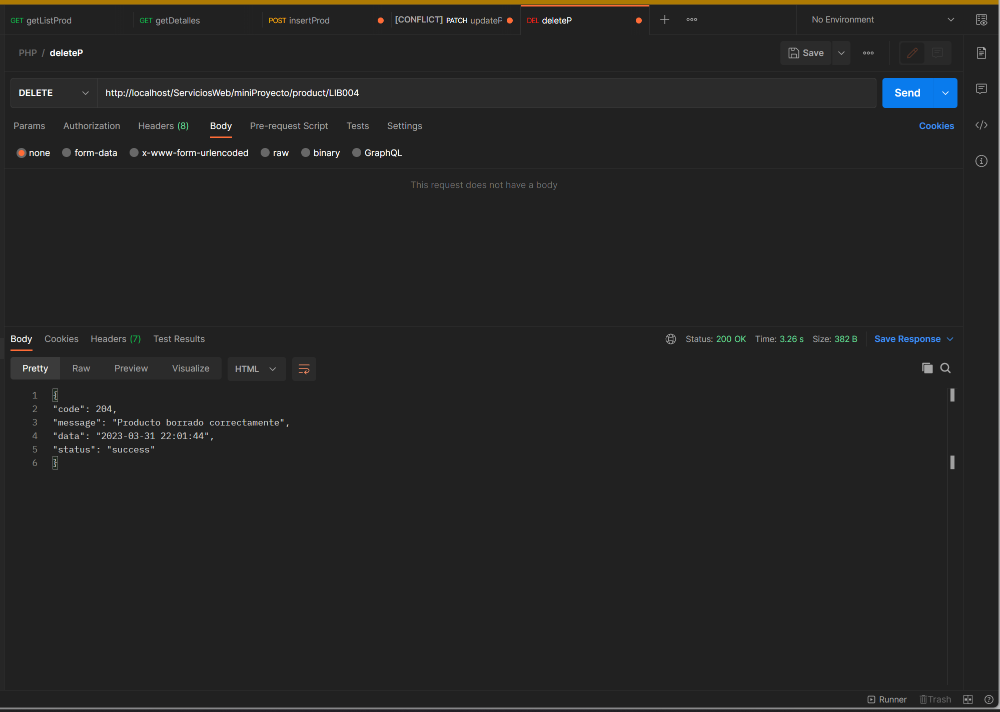 GET getListProd GET getDetalles POST insertProd [CONFLICT] PATCH updateP DEL deleteP No Environment
PHP / deleteP Save
DELETE http://localhost/ServiciosWeb/miniProyecto/product/LIB004 Send
Params Authorization Headers (8) Body Pre-request Script Tests Settings Cookies
none form-data x-www-form-urlencoded raw binary GraphQL
This request does not have a body
Body Cookies Headers (7) Test Results Status: 200 OK Time: 3.26 s Size: 382 B Save Response
Pretty Raw Preview Visualize HTML
1 {
2 "code": 204,
3 "message": "Producto borrado correctamente",
4 "data": "2023-03-31 22:01:44",
5 "status": "success"
6 }
Runner Trash